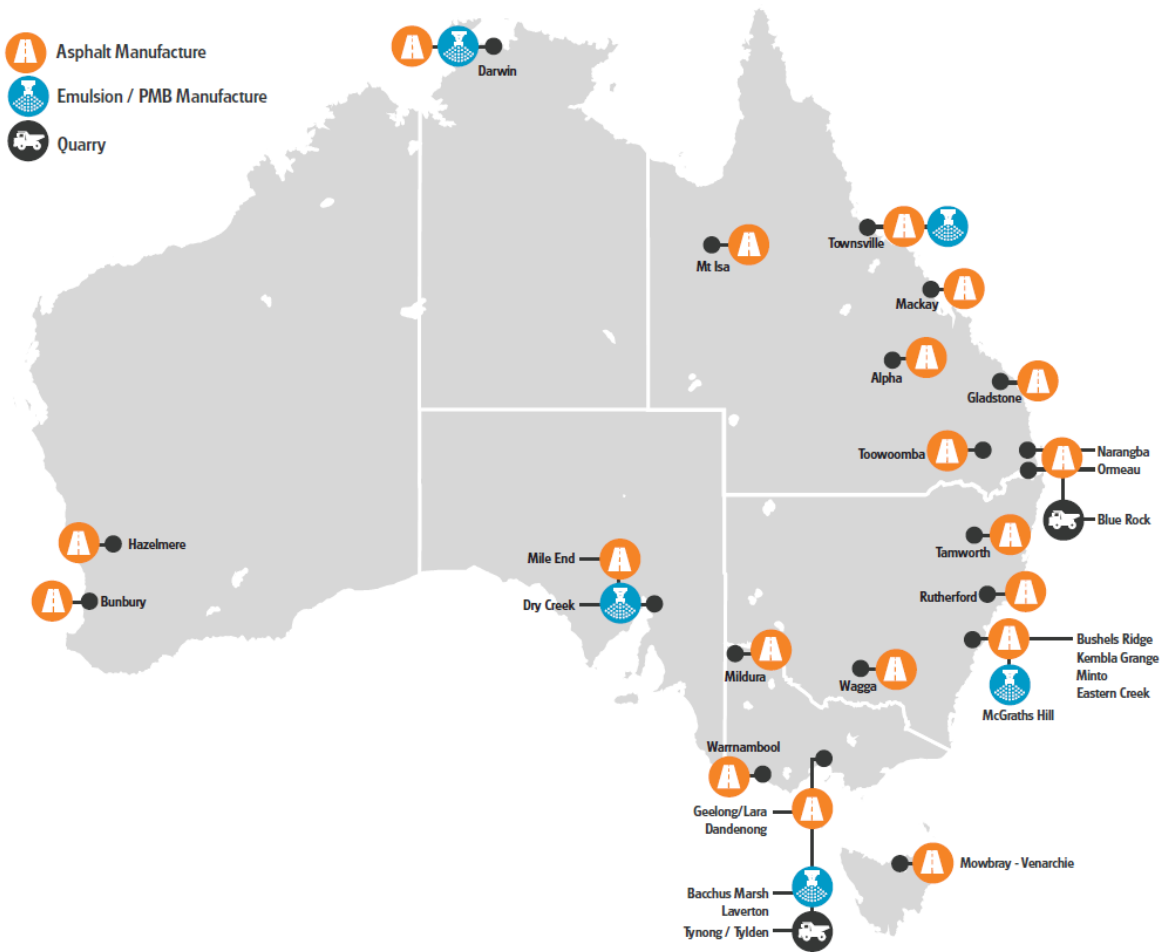 Asphalt Manufacture
Emulsion / PMB Manufacture
Quarry
Darwin
Townsville
Mt Isa
Mackay
Alpha
Gladstone
Toowoomba
Narangba
Ormeau
Blue Rock
Hazelmere
Bunbury
Mile End
Dry Creek
Tamworth
Rutherford
Bushels Ridge
Kembla Grange
Minto
Eastern Creek
McGraths Hill
Mildura
Wagga
Warrnambool
Geelong/Lara
Dandenong
Mowbray - Venarchie
Bacchus Marsh
Laverton
Tynong / Tylden